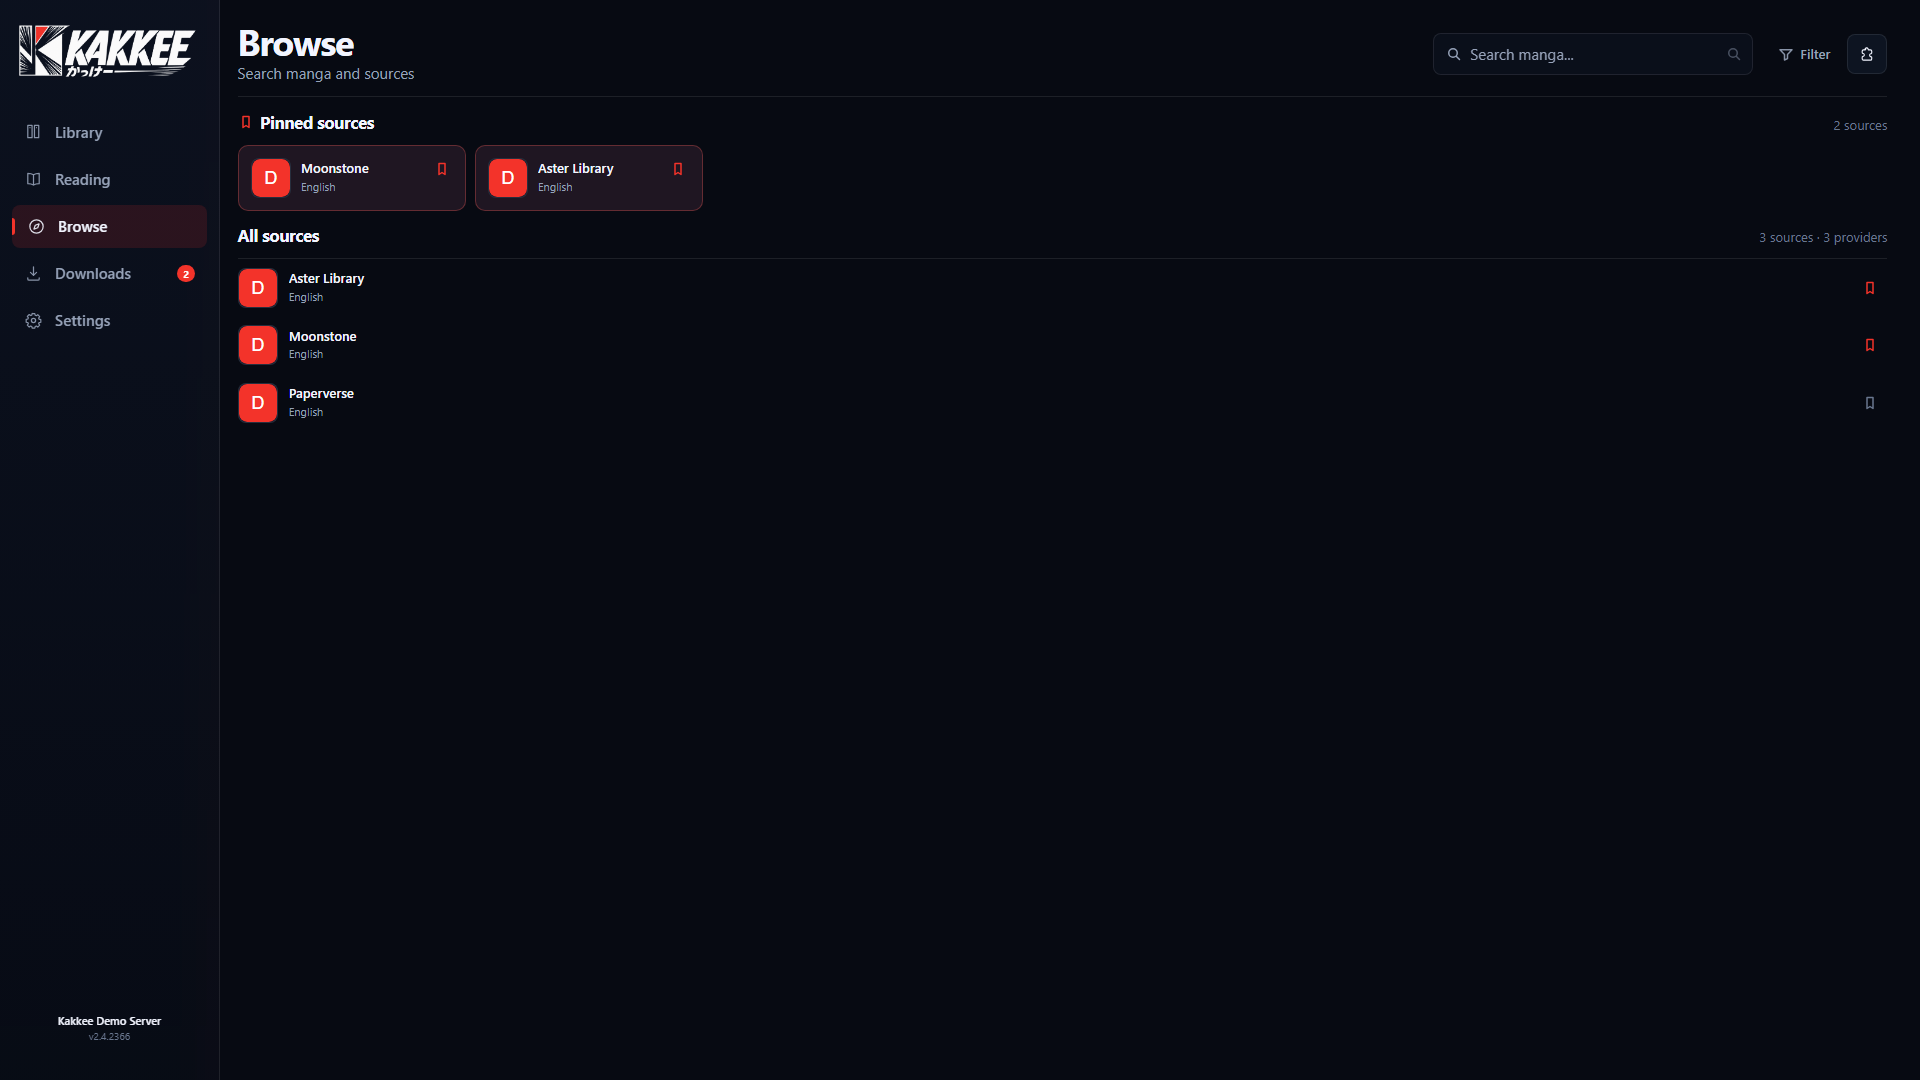 KAKKEE
かっけー
Library
Reading
Browse
Downloads
2
Settings
Kakkee Demo Server
v2.4.2366
Browse
Search manga and sources
Search manga...
Filter
Pinned sources
2 sources
D
Moonstone
English
D
Aster Library
English
All sources
3 sources · 3 providers
D
Aster Library
English
D
Moonstone
English
D
Paperverse
English